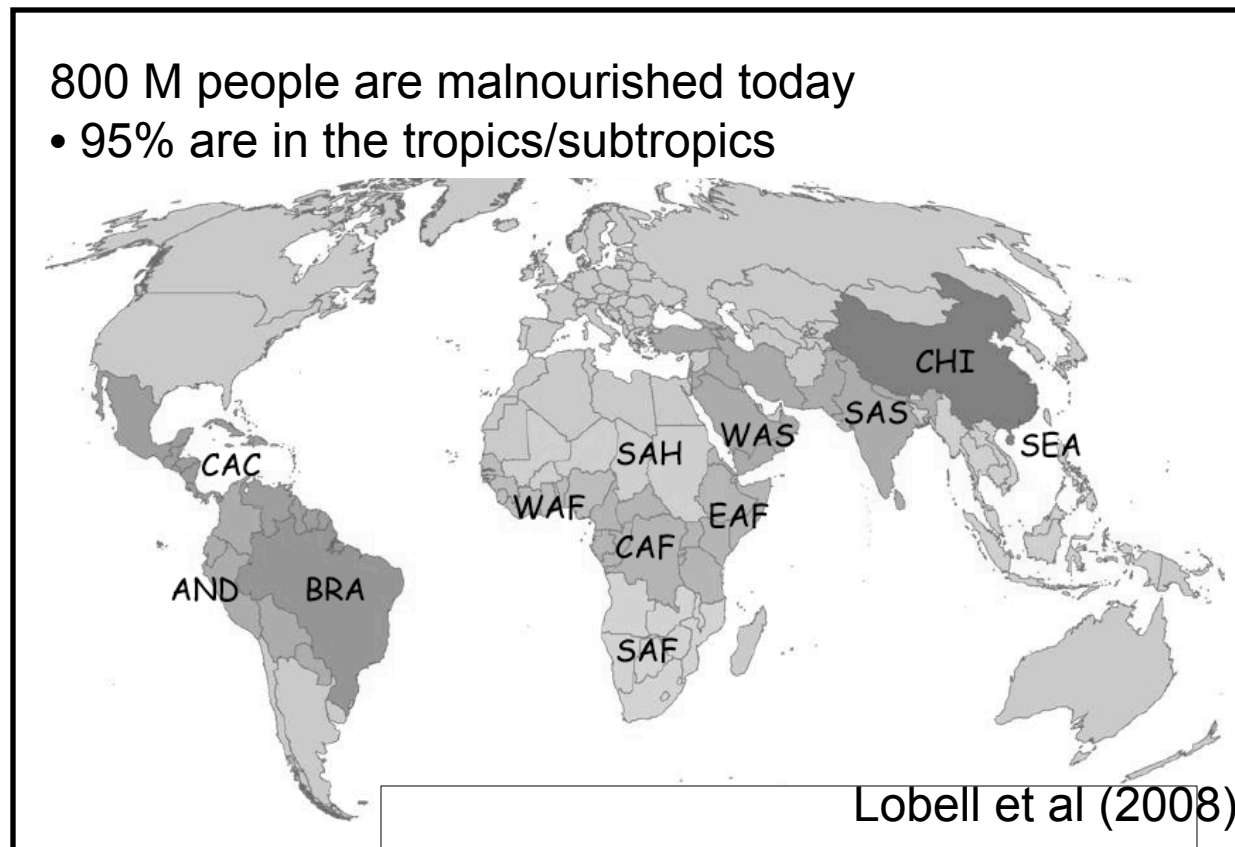 800 M people are malnourished today
• 95% are in the tropics/subtropics
CHI
SAS
WAS
SEA
SAH
CAC
WAF
EAF
CAF
AND
BRA
SAF
Lobell et al (2008)